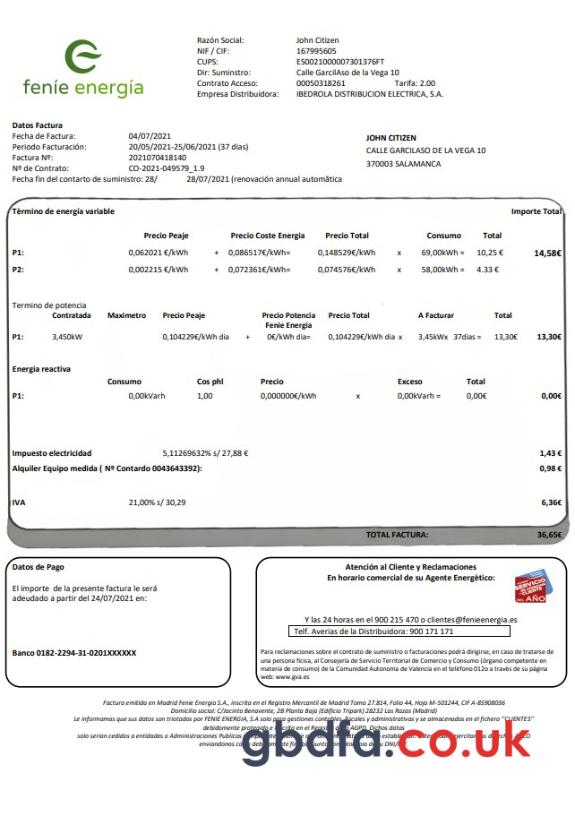 feníe energía
Razón Social: John Citizen
NIF / CIF: 167995605
CUPS: ES0021000007301376FT
Dir: Suminstro: Calle GarcilAso de la Vega 10
Contrato Acceso: 00050318261 Tarifa: 2.00
Empresa Distribuidora: IBEDROLA DISTRIBUCION ELECTRICA, S.A.
Datos Factura
Fecha de Factura: 04/07/2021
Periodo Facturación: 20/05/2021-25/06/2021 (37 dias)
Factura Nº: 2021070418140
Nº de Contrato: CO-2021-049579_1.9
Fecha fin del contarto de suministro: 28/ 28/07/2021 (renovación annual automãtica
JOHN CITIZEN
CALLE GARCILASO DE LA VEGA 10
370003 SALAMANCA
Tèrmino de energía variable Importe Total
Precio Peaje Precio Coste Energia Precio Total Consumo Total
P1: 0,062021 €/kWh + 0,086517€/kWh= 0,148529€/kWh x 69,00kWh = 10,25 € 14,58€
P2: 0,002215 €/kWh + 0,072361€/kWh= 0,074576€/kWh x 58,00kWh = 4.33 €
Termino de potencia
Contratada Maximetro Precio Peaje Precio Potencia Fenie Energia Precio Total A Facturar Total
P1: 3,450kW 0,104229€/kWh dia + 0€/kWh dia= 0,104229€/kWh dia x 3,45kWx 37dias = 13,30€ 13,30€
Energia reactiva
Consumo Cos phl Precio Exceso Total
P1: 0,00kVarh 1,00 0,000000€/kWh x 0,00kVarh = 0,00€ 0,00€
Impuesto electricidad 5,11269632% s/ 27,88 € 1,43 €
Alquiler Equipo medida ( Nº Contardo 0043643392): 0,98 €
IVA 21,00% s/ 30,29 6,36€
TOTAL FACTURA: 36,65€
Datos de Pago
El importe de la presente factura le será
adeudado a partir del 24/07/2021 en:
Banco 0182-2294-31-0201XXXXXX
Atención al Cliente y Reclamaciones
En horario comercial de su Agente Energético:
SERVICIO
DEL AÑO
Y las 24 horas en el 900 215 470 o clientes@fenieenergia.es
Telf. Averias de la Distribuidora: 900 171 171
Para reclamaciones sobre el contrato de suministro o facturaciones podrá dirigirse, en caso de tratarse
de una persona ficisa, al Consejería de Servicio Territorial de Comercio y Consumo (órgano competente en
materia de consumo) de la Comunidad Autonoma de Valencia en el teléfono 012o a través de su página
web: www.gva.es
Factura emitida en Madrid Fenie Energia S.A., Inscrita en el Registro Mercantil de Madrid Tomo 27.814, Folio 44, Hoja M-501244, CIF A-85908036
Domicilio social: C/Jacinto Benavente, 2B Planta Baja (Edificio Tripark) 28232 Las Rozas (Madrid)
Le informamos que sus datos son triotados por FENIE ENERGIA, S.A solo para gestiones contables, fiscales y administrativas y se almacenados en el fichero "CLIENTES"
debidamente protegido e inscrito en el Registro de AGPD. Dichos datos
solo serian cedidos a entidades o Administraciones Publicas
gbdfa.co.uk